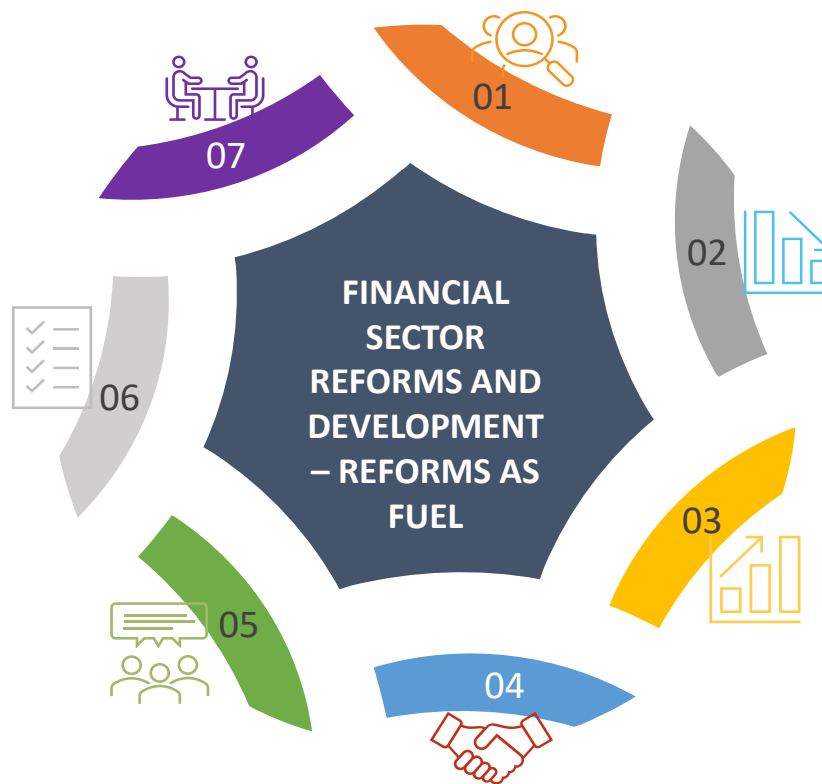 01
02
03
04
05
06
07
FINANCIAL
SECTOR
REFORMS AND
DEVELOPMENT
– REFORMS AS
FUEL